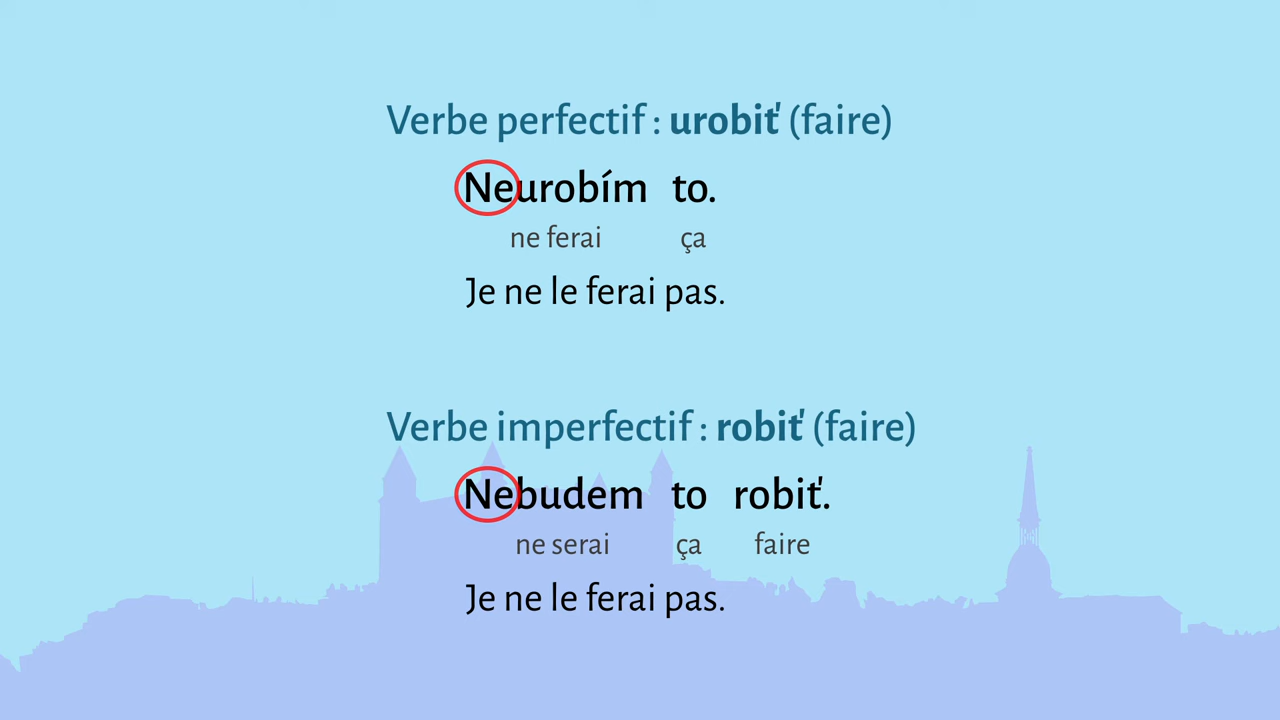 Verbe perfectif : urobiť (faire)
Neurobím to.
ne ferai ça
Je ne le ferai pas.
Verbe imperfectif : robiť (faire)
Nebudem to robiť.
ne serai ça faire
Je ne le ferai pas.